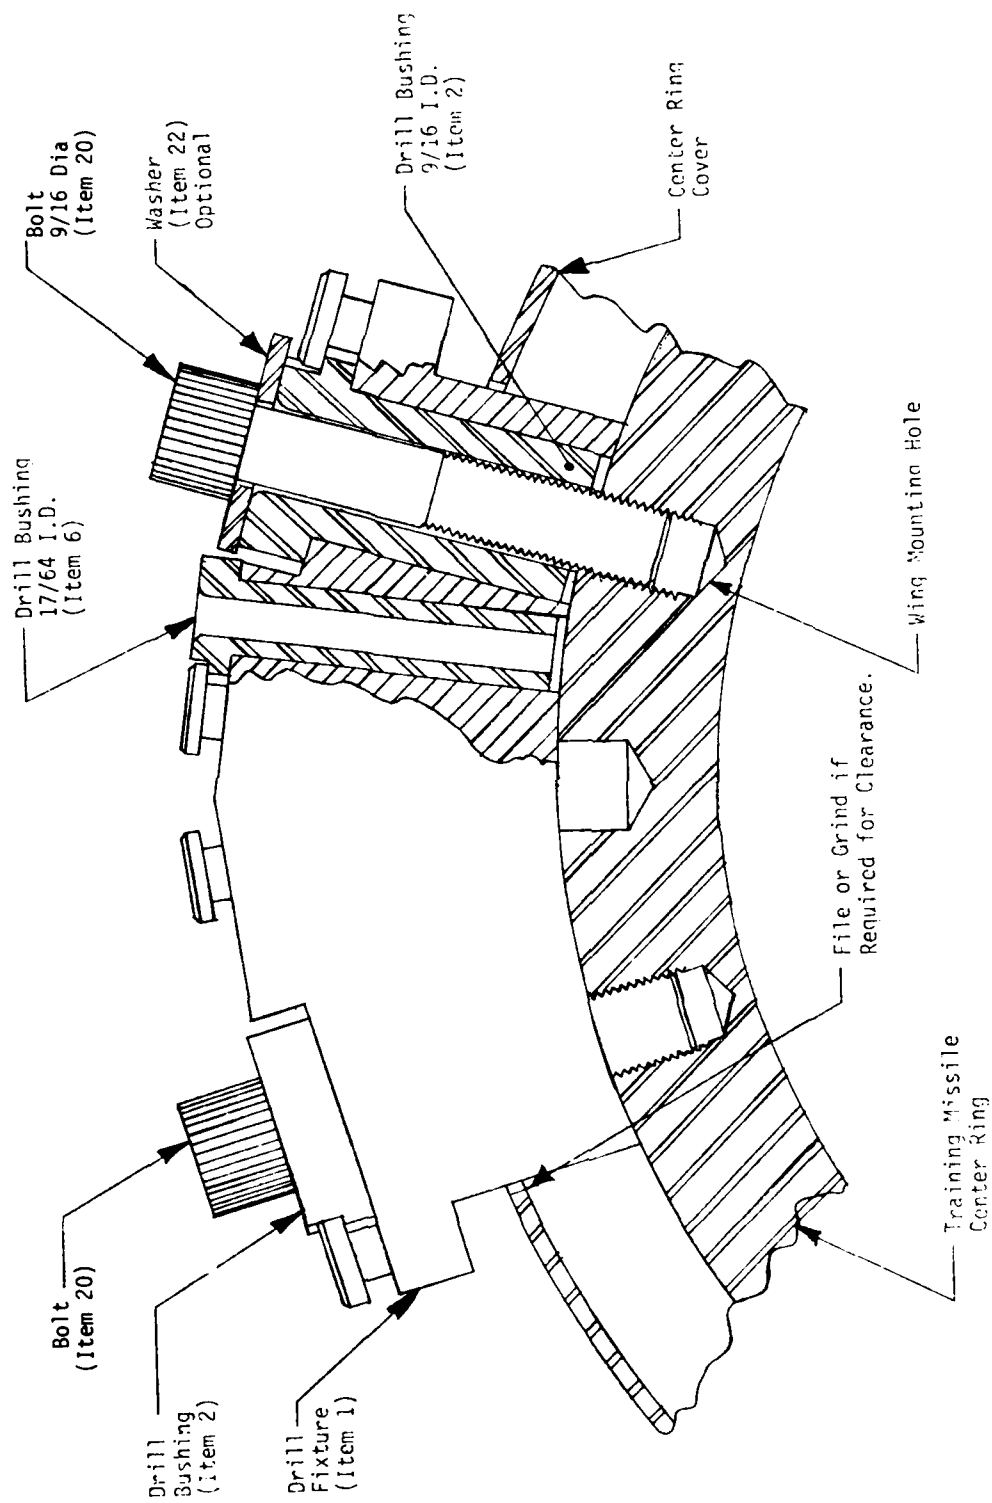 Bolt
(Item 20)
Drill
Bushing
(Item 2)
Drill
Fixture
(Item 1)
Drill Bushing
17/64 I.D.
(Item 6)
Bolt
9/16 Dia
(Item 20)
Washer
(Item 22)
Optional
Drill Bushing
9/16 I.D.
(Item 2)
Center Ring
Cover
Wing Mounting Hole
File or Grind if
Required for Clearance.
Training Missile
Center Ring